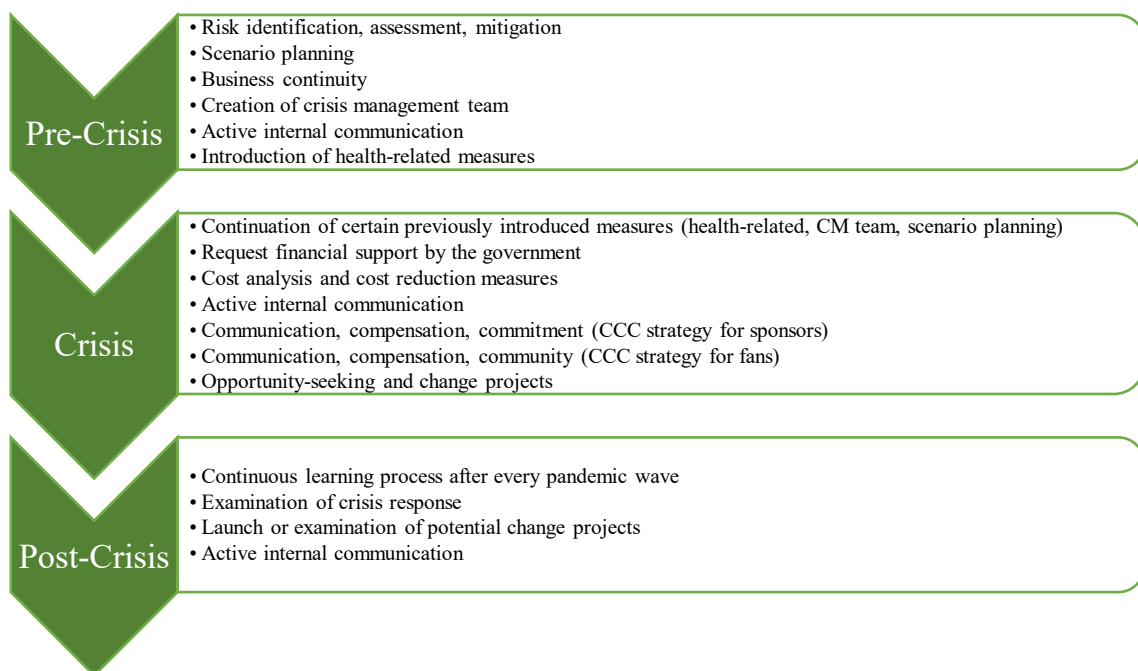 Pre-Crisis
• Risk identification, assessment, mitigation
• Scenario planning
• Business continuity
• Creation of crisis management team
• Active internal communication
• Introduction of health-related measures
Crisis
• Continuation of certain previously introduced measures (health-related, CM team, scenario planning)
• Request financial support by the government
• Cost analysis and cost reduction measures
• Active internal communication
• Communication, compensation, commitment (CCC strategy for sponsors)
• Communication, compensation, community (CCC strategy for fans)
• Opportunity-seeking and change projects
Post-Crisis
• Continuous learning process after every pandemic wave
• Examination of crisis response
• Launch or examination of potential change projects
• Active internal communication